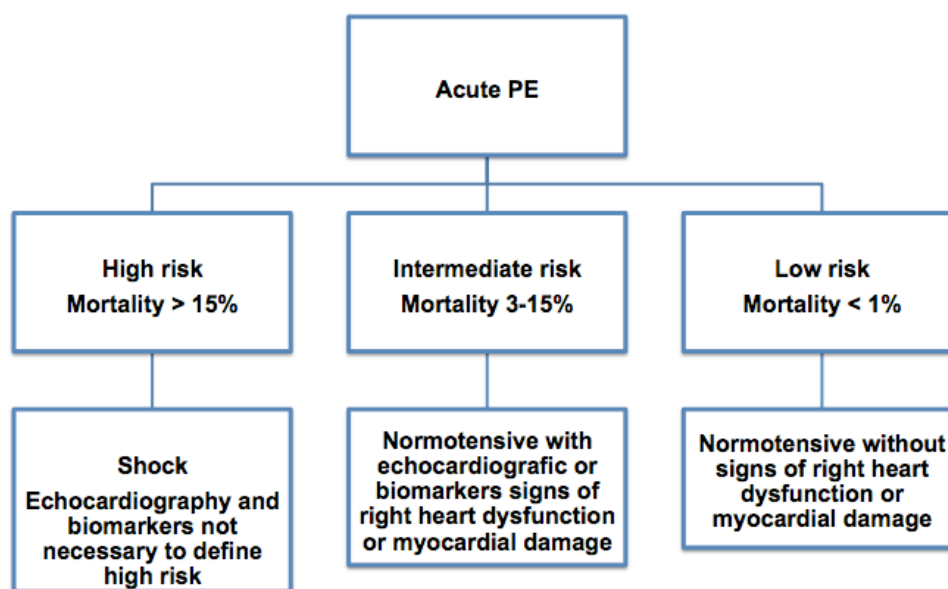 Acute PE
High risk
Mortality > 15%
Intermediate risk
Mortality 3-15%
Low risk
Mortality < 1%
Shock
Echocardiography and
biomarkers not
necessary to define
high risk
Normotensive with
echocardiografic or
biomarkers signs of
right heart dysfunction
or myocardial damage
Normotensive without
signs of right heart
dysfunction or
myocardial damage